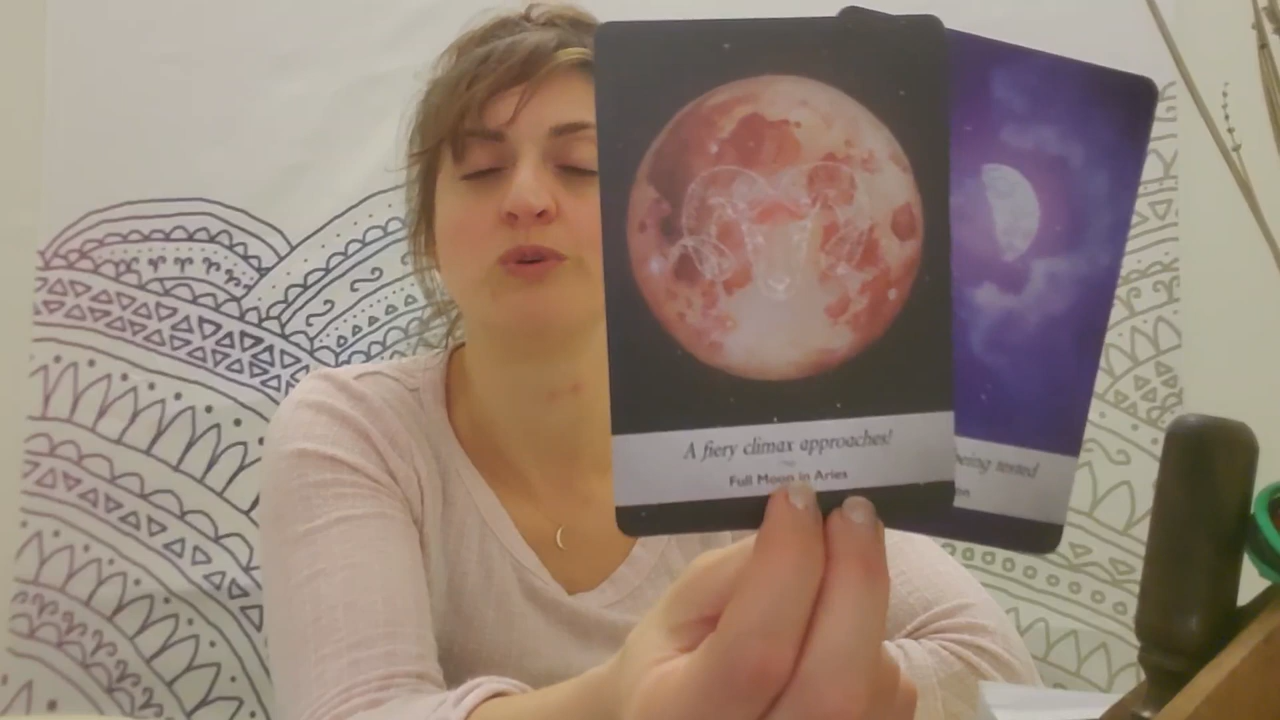 A fiery climax approaches!
Full Moon in Aries
being tested